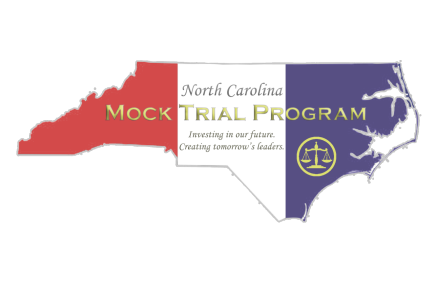 North Carolina
Mock Trial Program
Investing in our future.
Creating tomorrow's leaders.